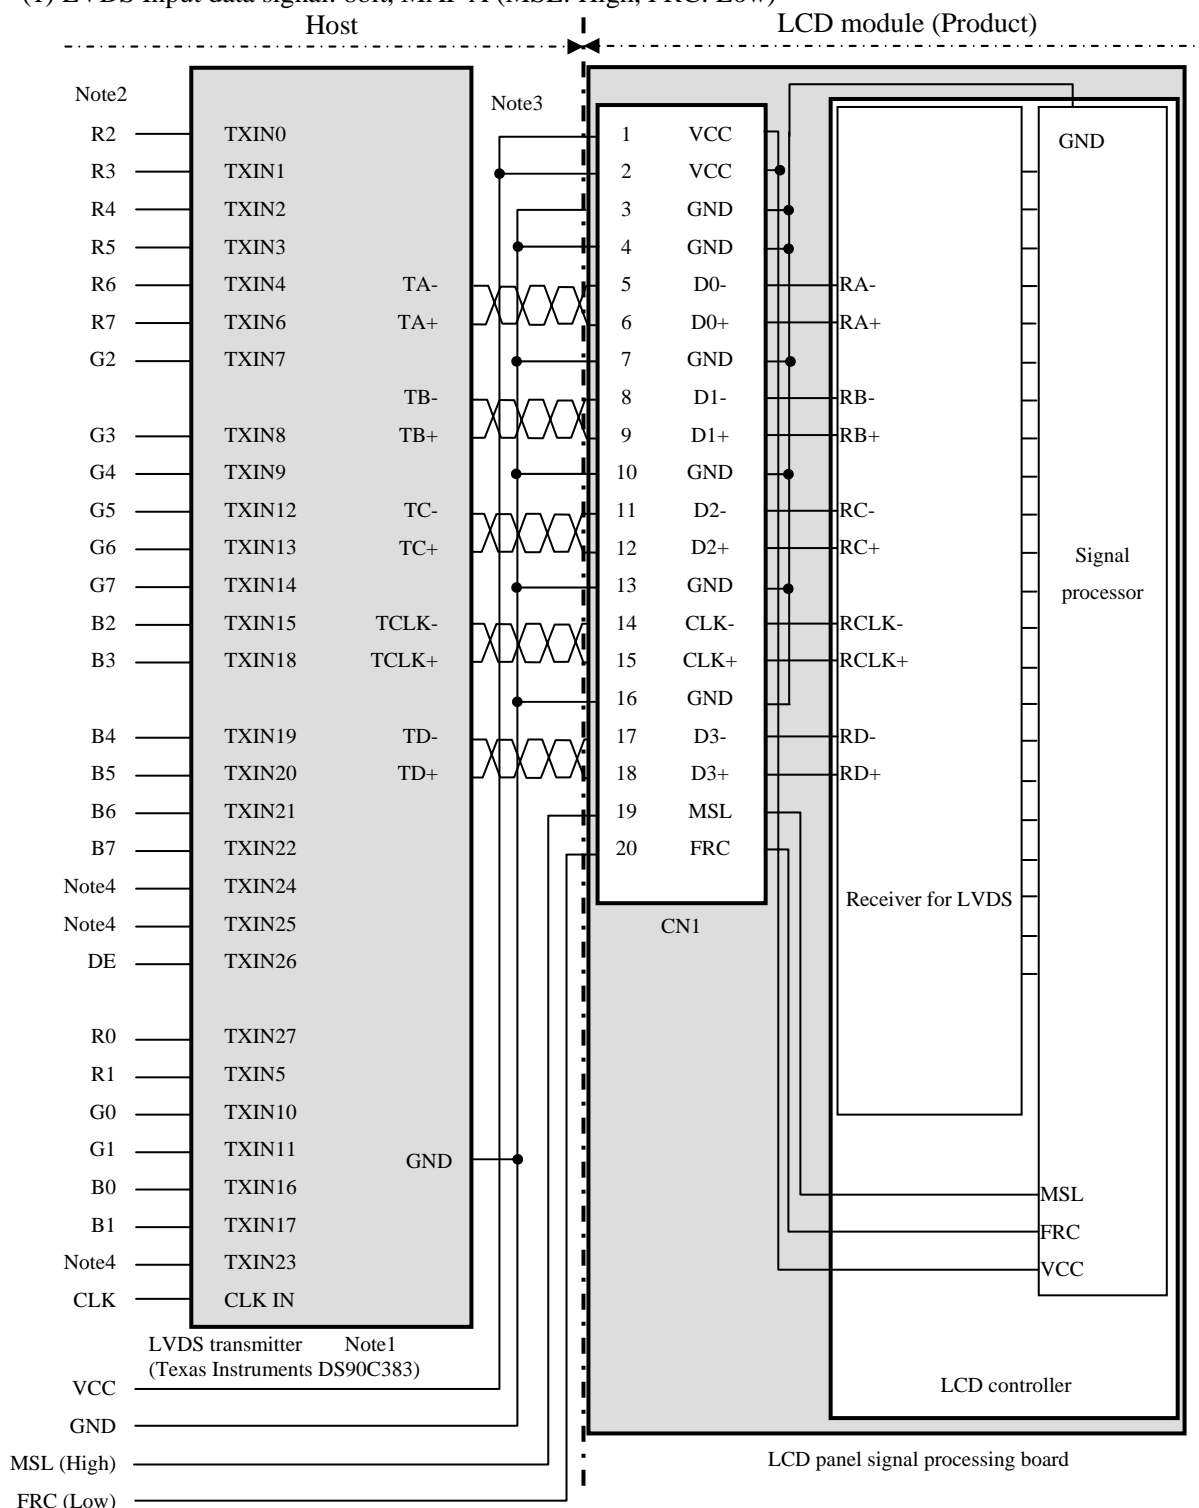 (1) LVDS Input data signal: 8bit, MAP A (MSL: High, FRC: Low)
Host LCD module (Product)
Note2 Note3
R2 TXIN0 1 VCC GND
R3 TXIN1 2 VCC
R4 TXIN2 3 GND
R5 TXIN3 4 GND
R6 TXIN4 TA- 5 D0- RA-
R7 TXIN6 TA+ 6 D0+ RA+
G2 TXIN7 7 GND
TB- 8 D1- RB-
G3 TXIN8 TB+ 9 D1+ RB+
G4 TXIN9 10 GND
G5 TXIN12 TC- 11 D2- RC-
G6 TXIN13 TC+ 12 D2+ RC+ Signal
G7 TXIN14 13 GND processor
B2 TXIN15 TCLK- 14 CLK- RCLK-
B3 TXIN18 TCLK+ 15 CLK+ RCLK+
16 GND
B4 TXIN19 TD- 17 D3- RD-
B5 TXIN20 TD+ 18 D3+ RD+
B6 TXIN21 19 MSL
B7 TXIN22 20 FRC
Note4 TXIN24 Receiver for LVDS
Note4 TXIN25 CN1
DE TXIN26
R0 TXIN27
R1 TXIN5
G0 TXIN10
G1 TXIN11 GND
B0 TXIN16 MSL
B1 TXIN17 FRC
Note4 TXIN23 VCC
CLK CLK IN
LVDS transmitter Note1
(Texas Instruments DS90C383)
VCC LCD controller
GND
MSL (High) LCD panel signal processing board
FRC (Low)